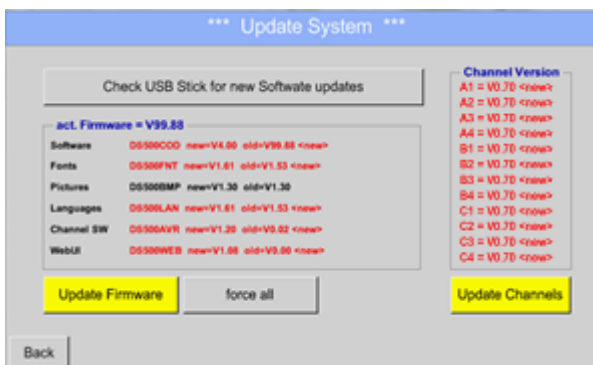 *** Update System ***
Check USB Stick for new Softwate updates
act. Firmware = V99.88
Software DS500COO new=V4.00 old=V99.88 <new>
Fonts DS500FNT new=V1.61 old=V1.53 <new>
Pictures DS500BMP new=V1.30 old=V1.30
Languages DS500LAN new=V1.61 old=V1.53 <new>
Channel SW DS500AVR new=V1.20 old=V0.02 <new>
WebUI DS500WEB new=V1.08 old=V0.00 <new>
Update Firmware
force all
Channel Version
A1 = V0.70 <new>
A2 = V0.70 <new>
A3 = V0.70 <new>
A4 = V0.70 <new>
B1 = V0.70 <new>
B2 = V0.70 <new>
B3 = V0.70 <new>
B4 = V0.70 <new>
C1 = V0.70 <new>
C2 = V0.70 <new>
C3 = V0.70 <new>
C4 = V0.70 <new>
Update Channels
Back